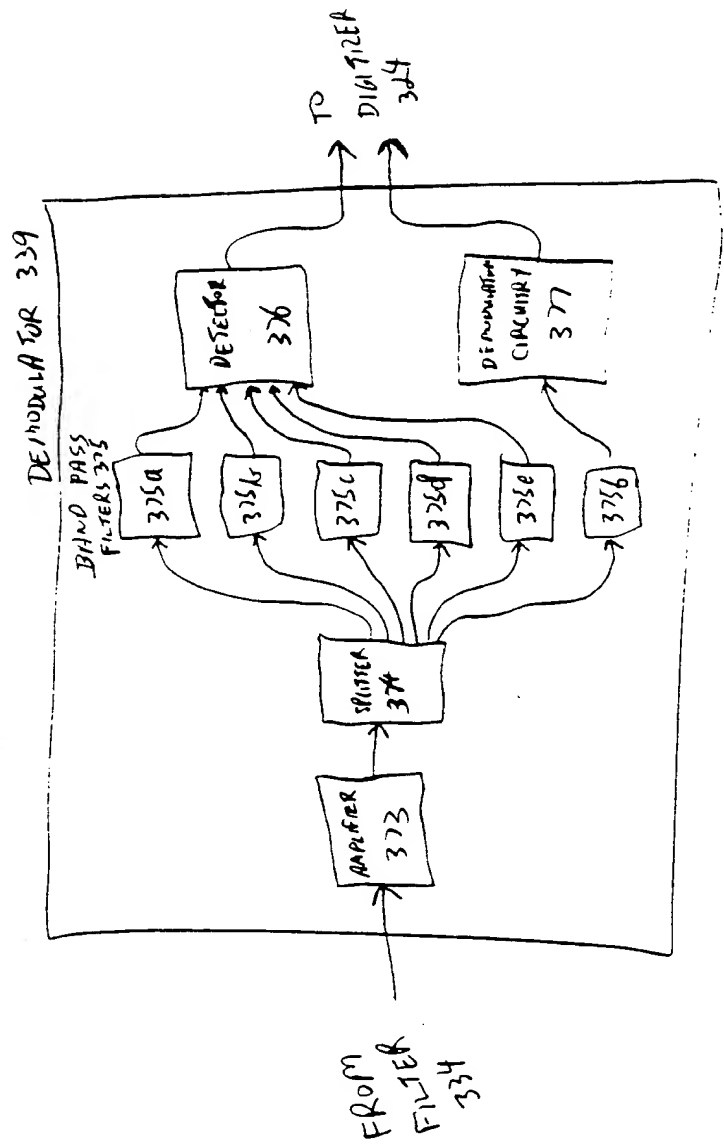 DEMODULATOR 339
BAND PASS
FILTERS 375
375a
375b
375c
375d
375e
375b
FROM
FILTER
334
AMPLIFIER
373
SPLITTER
374
DETECTOR
376
DEMODULATION
CIRCUITRY
377
TO
DIGITIZER
324